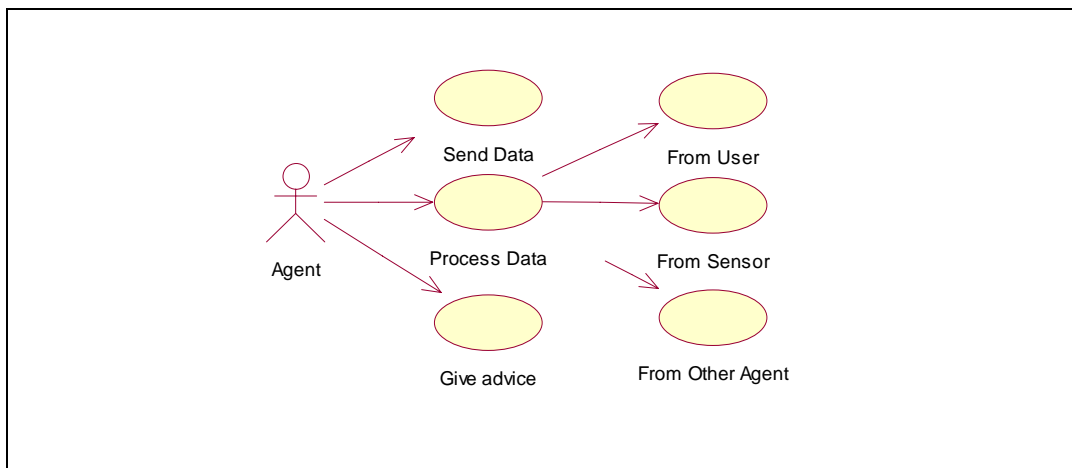 Send Data
From User
Agent
Process Data
From Sensor
Give advice
From Other Agent